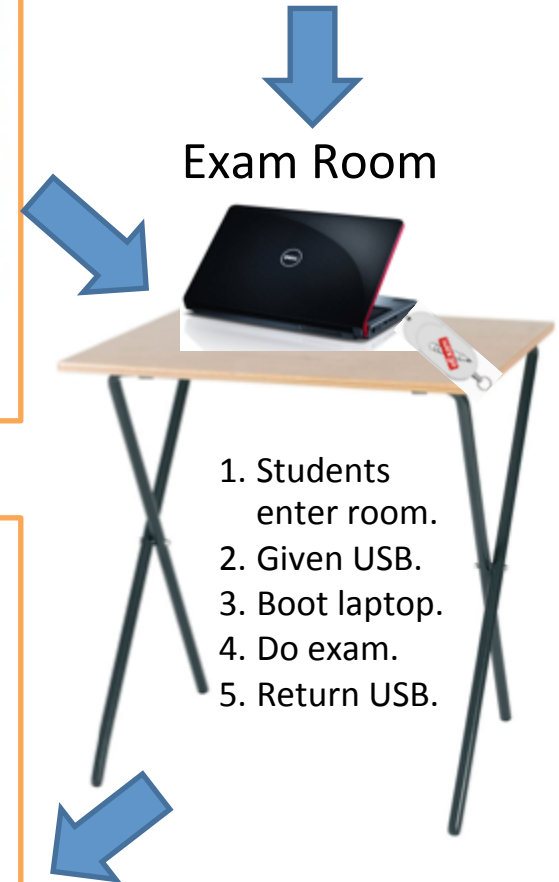 Exam Room
1. Students
enter room.
2. Given USB.
3. Boot laptop.
4. Do exam.
5. Return USB.